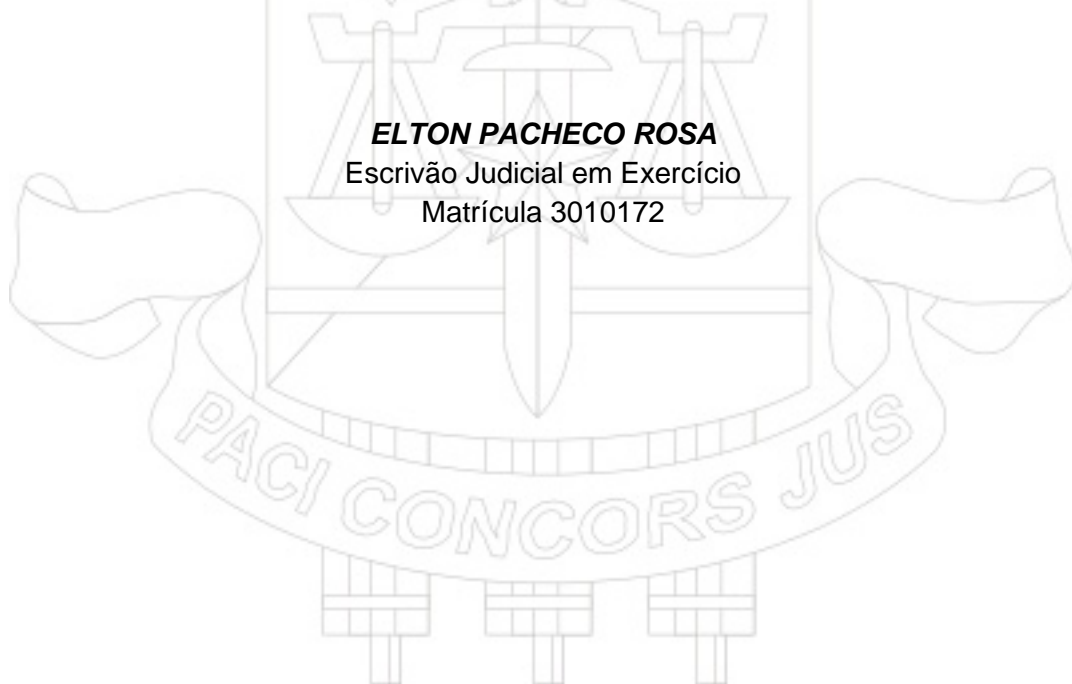 ELTON PACHECO ROSA
Escrivão Judicial em Exercício
Matrícula 3010172
PACI CONCORS JUS